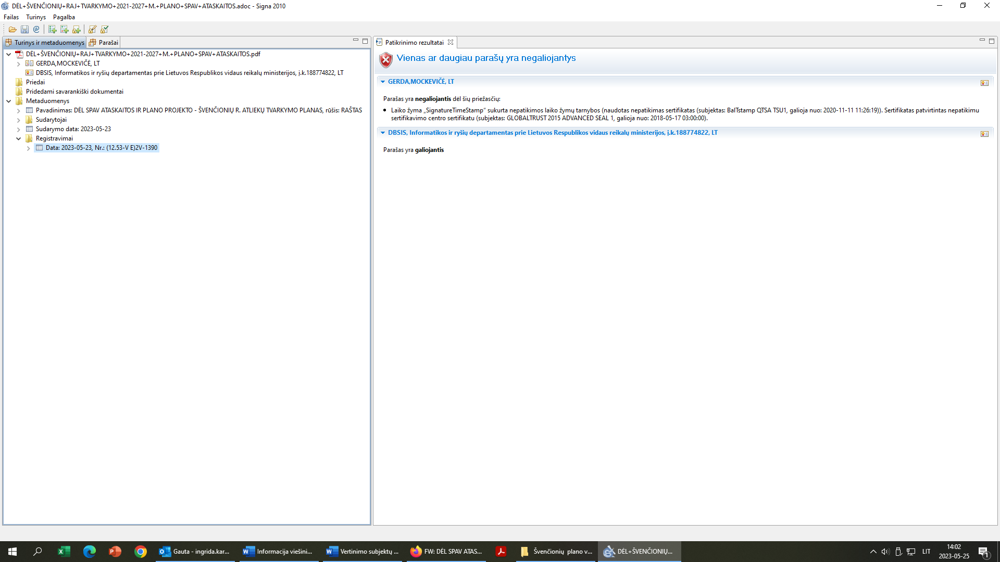 DĖL+ŠVENČIONIŲ+RAJ+TVARKYMO+2021-2027+M.+PLANO+SPAV+ATASKAITOS.adoc - Signa 2010
Failas Turinys Pagalba
Turinys ir metaduomenys Parašai
DĖL+ŠVENČIONIŲ+RAJ+TVARKYMO+2021-2027+M.+PLANO+SPAV+ATASKAITOS.pdf
GERDA,MOCKEVIČĖ, LT
DBSIS, Informatikos ir ryšių departamentas prie Lietuvos Respublikos vidaus reikalų ministerijos, į.k.188774822, LT
Priedai
Pridedami savarankiški dokumentai
Metaduomenys
Pavadinimas: DĖL SPAV ATASKAITOS IR PLANO PROJEKTO - ŠVENČIONIŲ R. ATLIEKŲ TVARKYMO PLANAS, rūšis: RAŠTAS
Sudarytojai
Sudarymo data: 2023-05-23
Registravimai
Data: 2023-05-23, Nr.: (12.53-V E)2V-1390
Patikrinimo rezultatai
Vienas ar daugiau parašų yra negaliojantys
GERDA,MOCKEVIČĖ, LT
Parašas yra negaliojantis dėl šių priežasčių:
Laiko žyma „SignatureTimeStamp“ sukurta nepatikimos laiko žymų tarnybos (naudotas nepatikimas sertifikatas (subjektas: BalTstamp QTSA TSU1, galioja nuo: 2020-11-11 11:26:19)). Sertifikatas patvirtintas nepatikimu
sertifikavimo centro sertifikatu (subjektas: GLOBALTRUST 2015 ADVANCED SEAL 1, galioja nuo: 2018-05-17 03:00:00).
DBSIS, Informatikos ir ryšių departamentas prie Lietuvos Respublikos vidaus reikalų ministerijos, į.k.188774822, LT
Parašas yra galiojantis
Gauta - ingrida.kar...
Informacija viešini...
Vertinimo subjektų ...
FW: DĖL SPAV ATAS...
Švenčionių plano v...
DĖL+ŠVENČIONIŲ...
LIT
14:02
2023-05-25
1